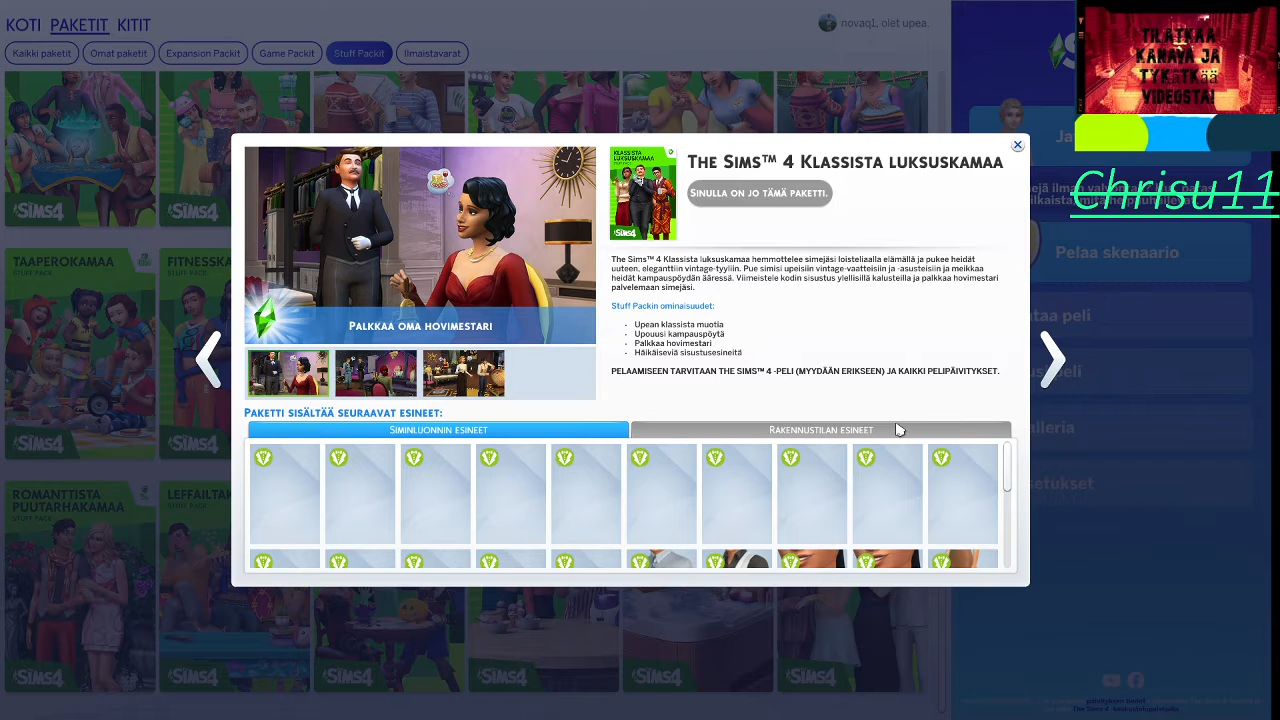 KOTI PAKETIT KITIT
novaq1, olet upea.
Kaikki paketit Omat paketit Expansion Packit Game Packit Stuff Packit Ilmaistavarat
TILATKAA
KANAVA JA
TYKÄTKÄÄ
VIDEOSTA!
Chrisu11
THE SIMS™ 4 KLASSISTA LUKSUSKAMAA
SINULLA ON JO TÄMÄ PAKETTI.
KLASSISTA
LUKSUSKAMAA
SIMS4
The Sims™ 4 Klassista luksuskamaa hemmottelee simejäsi loisteliaalla elämällä ja pukee heidät
uuteen, eleganttiin vintage-tyyliin. Pue simisi upeisiin vintage-vaatteisiin ja -asusteisiin ja meikkaa
heidät kampauspöydän ääressä. Viimeistele kodin sisustus ylellisillä kalusteilla ja palkkaa hovimestari
palvelemaan simejäsi.
Stuff Packin ominaisuudet:
- Upean klassista muotia
- Upouusi kampauspöytä
- Palkkaa hovimestari
- Häikäiseviä sisustusesineitä
PELAAMISEEN TARVITAAN THE SIMS™ 4 -PELI (MYYDÄÄN ERIKSEEN) JA KAIKKI PELIPÄIVITYKSET.
PALKKAA OMA HOVIMESTARI
PAKETTI SISÄLTÄÄ SEURAAVAT ESINEET:
SIMINLUONNIN ESINEET RAKENNUSTILAN ESINEET
Pelaa skenaario
TAAPEROKAMAA
STUFF PACK
ROMANTTISTA
PUUTARHAKAMAA
STUFF PACK
SIMS4